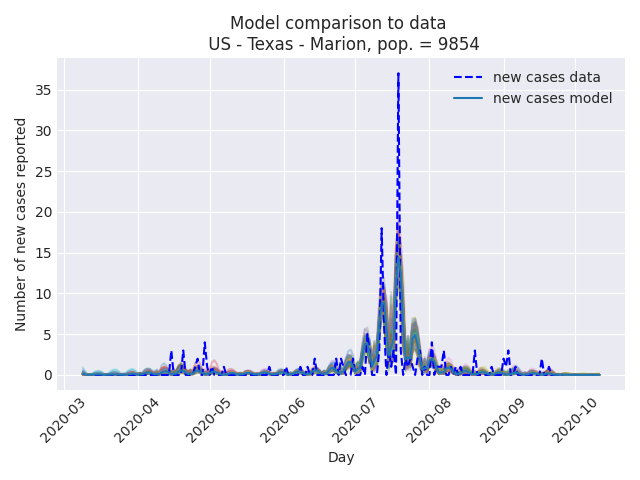 Model comparison to data
US - Texas - Marion, pop. = 9854
new cases data
new cases model
Number of new cases reported
35
30
25
20
15
10
5
0
2020-03
2020-04
2020-05
2020-06
2020-07
2020-08
2020-09
2020-10
Day